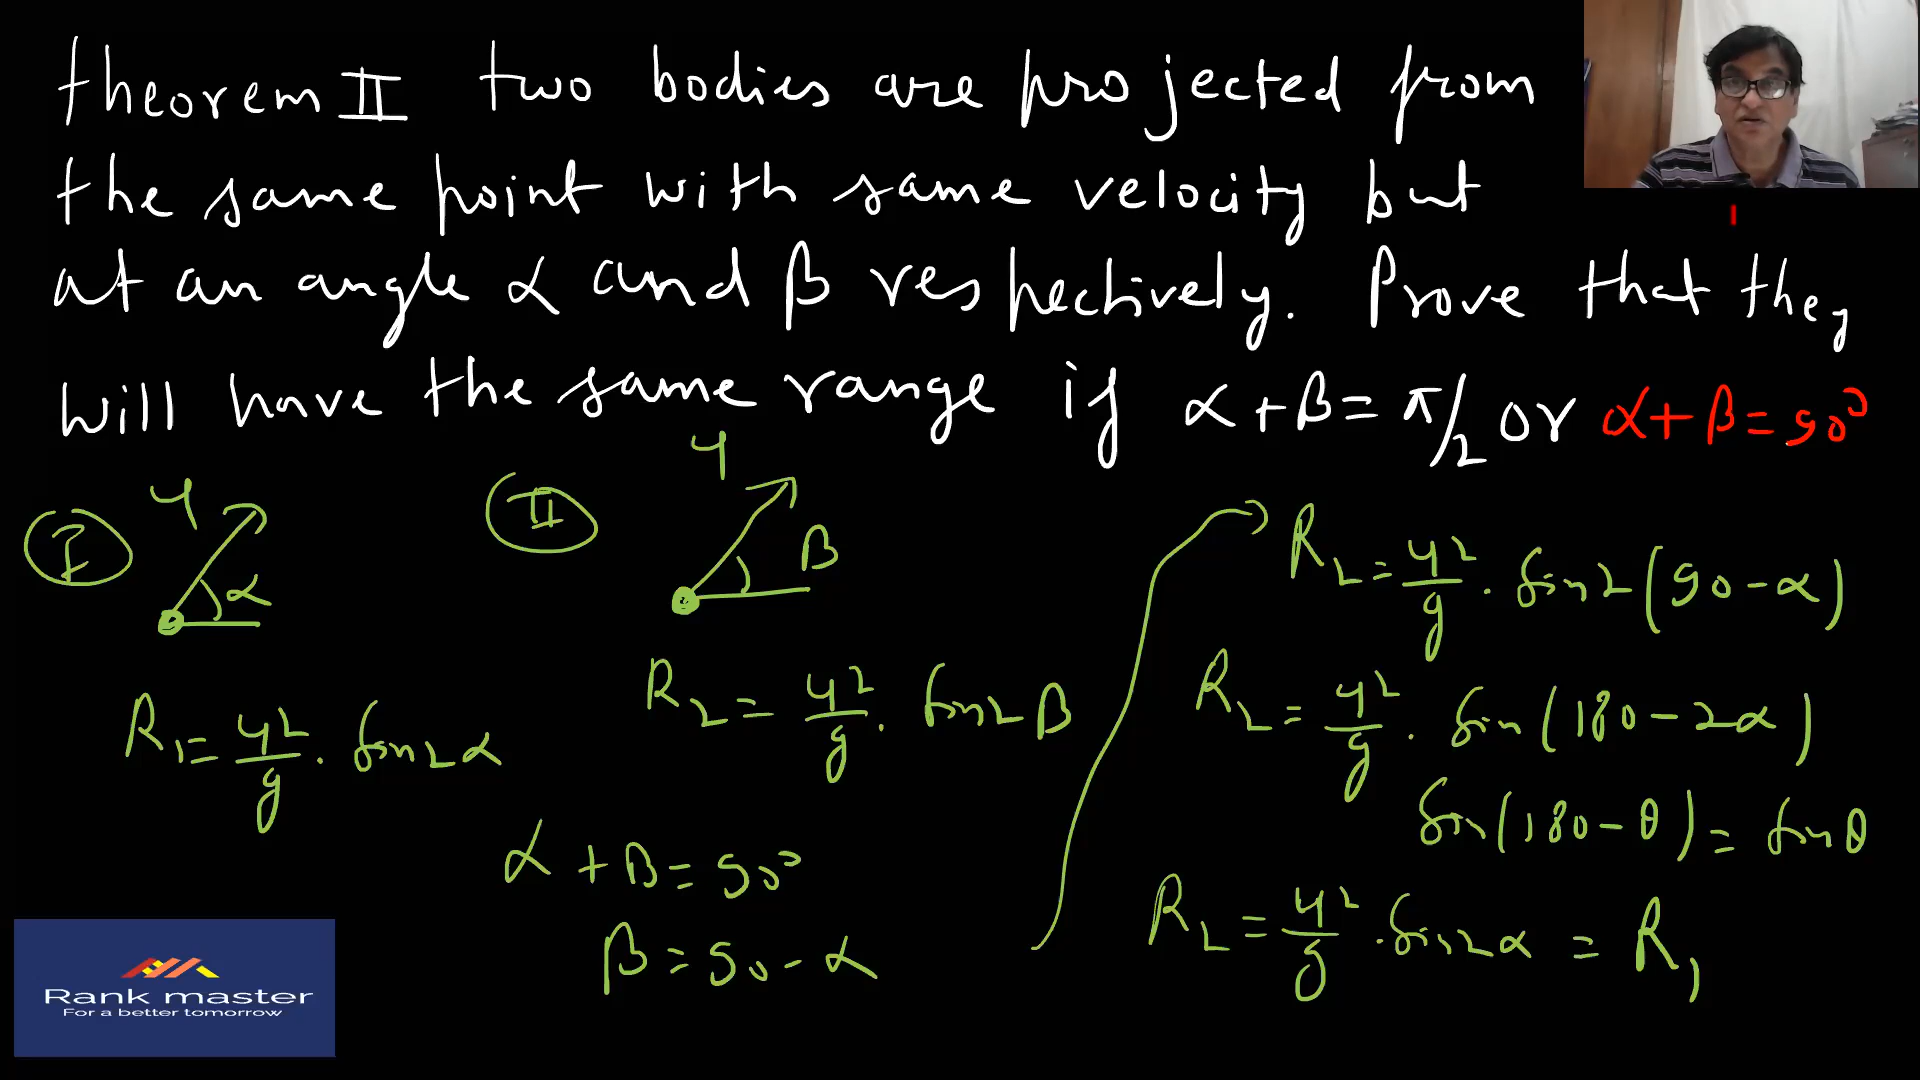 theorem II two bodies are projected from
the same point with same velocity but
at an angle α and β respectively. Prove that they
will have the same range if α+β=π/2 or α+β=90°
I u α
II u β
R₁ = u²/g . sin2α
R₂ = u²/g . sin2β
α + β = 90°
β = 90 - α
R₂ = u²/g . sin2(90-α)
R₂ = u²/g . sin(180-2α)
sin(180-θ) = sinθ
R₂ = u²/g . sin2α = R₁
Rank master
For a better tomorrow